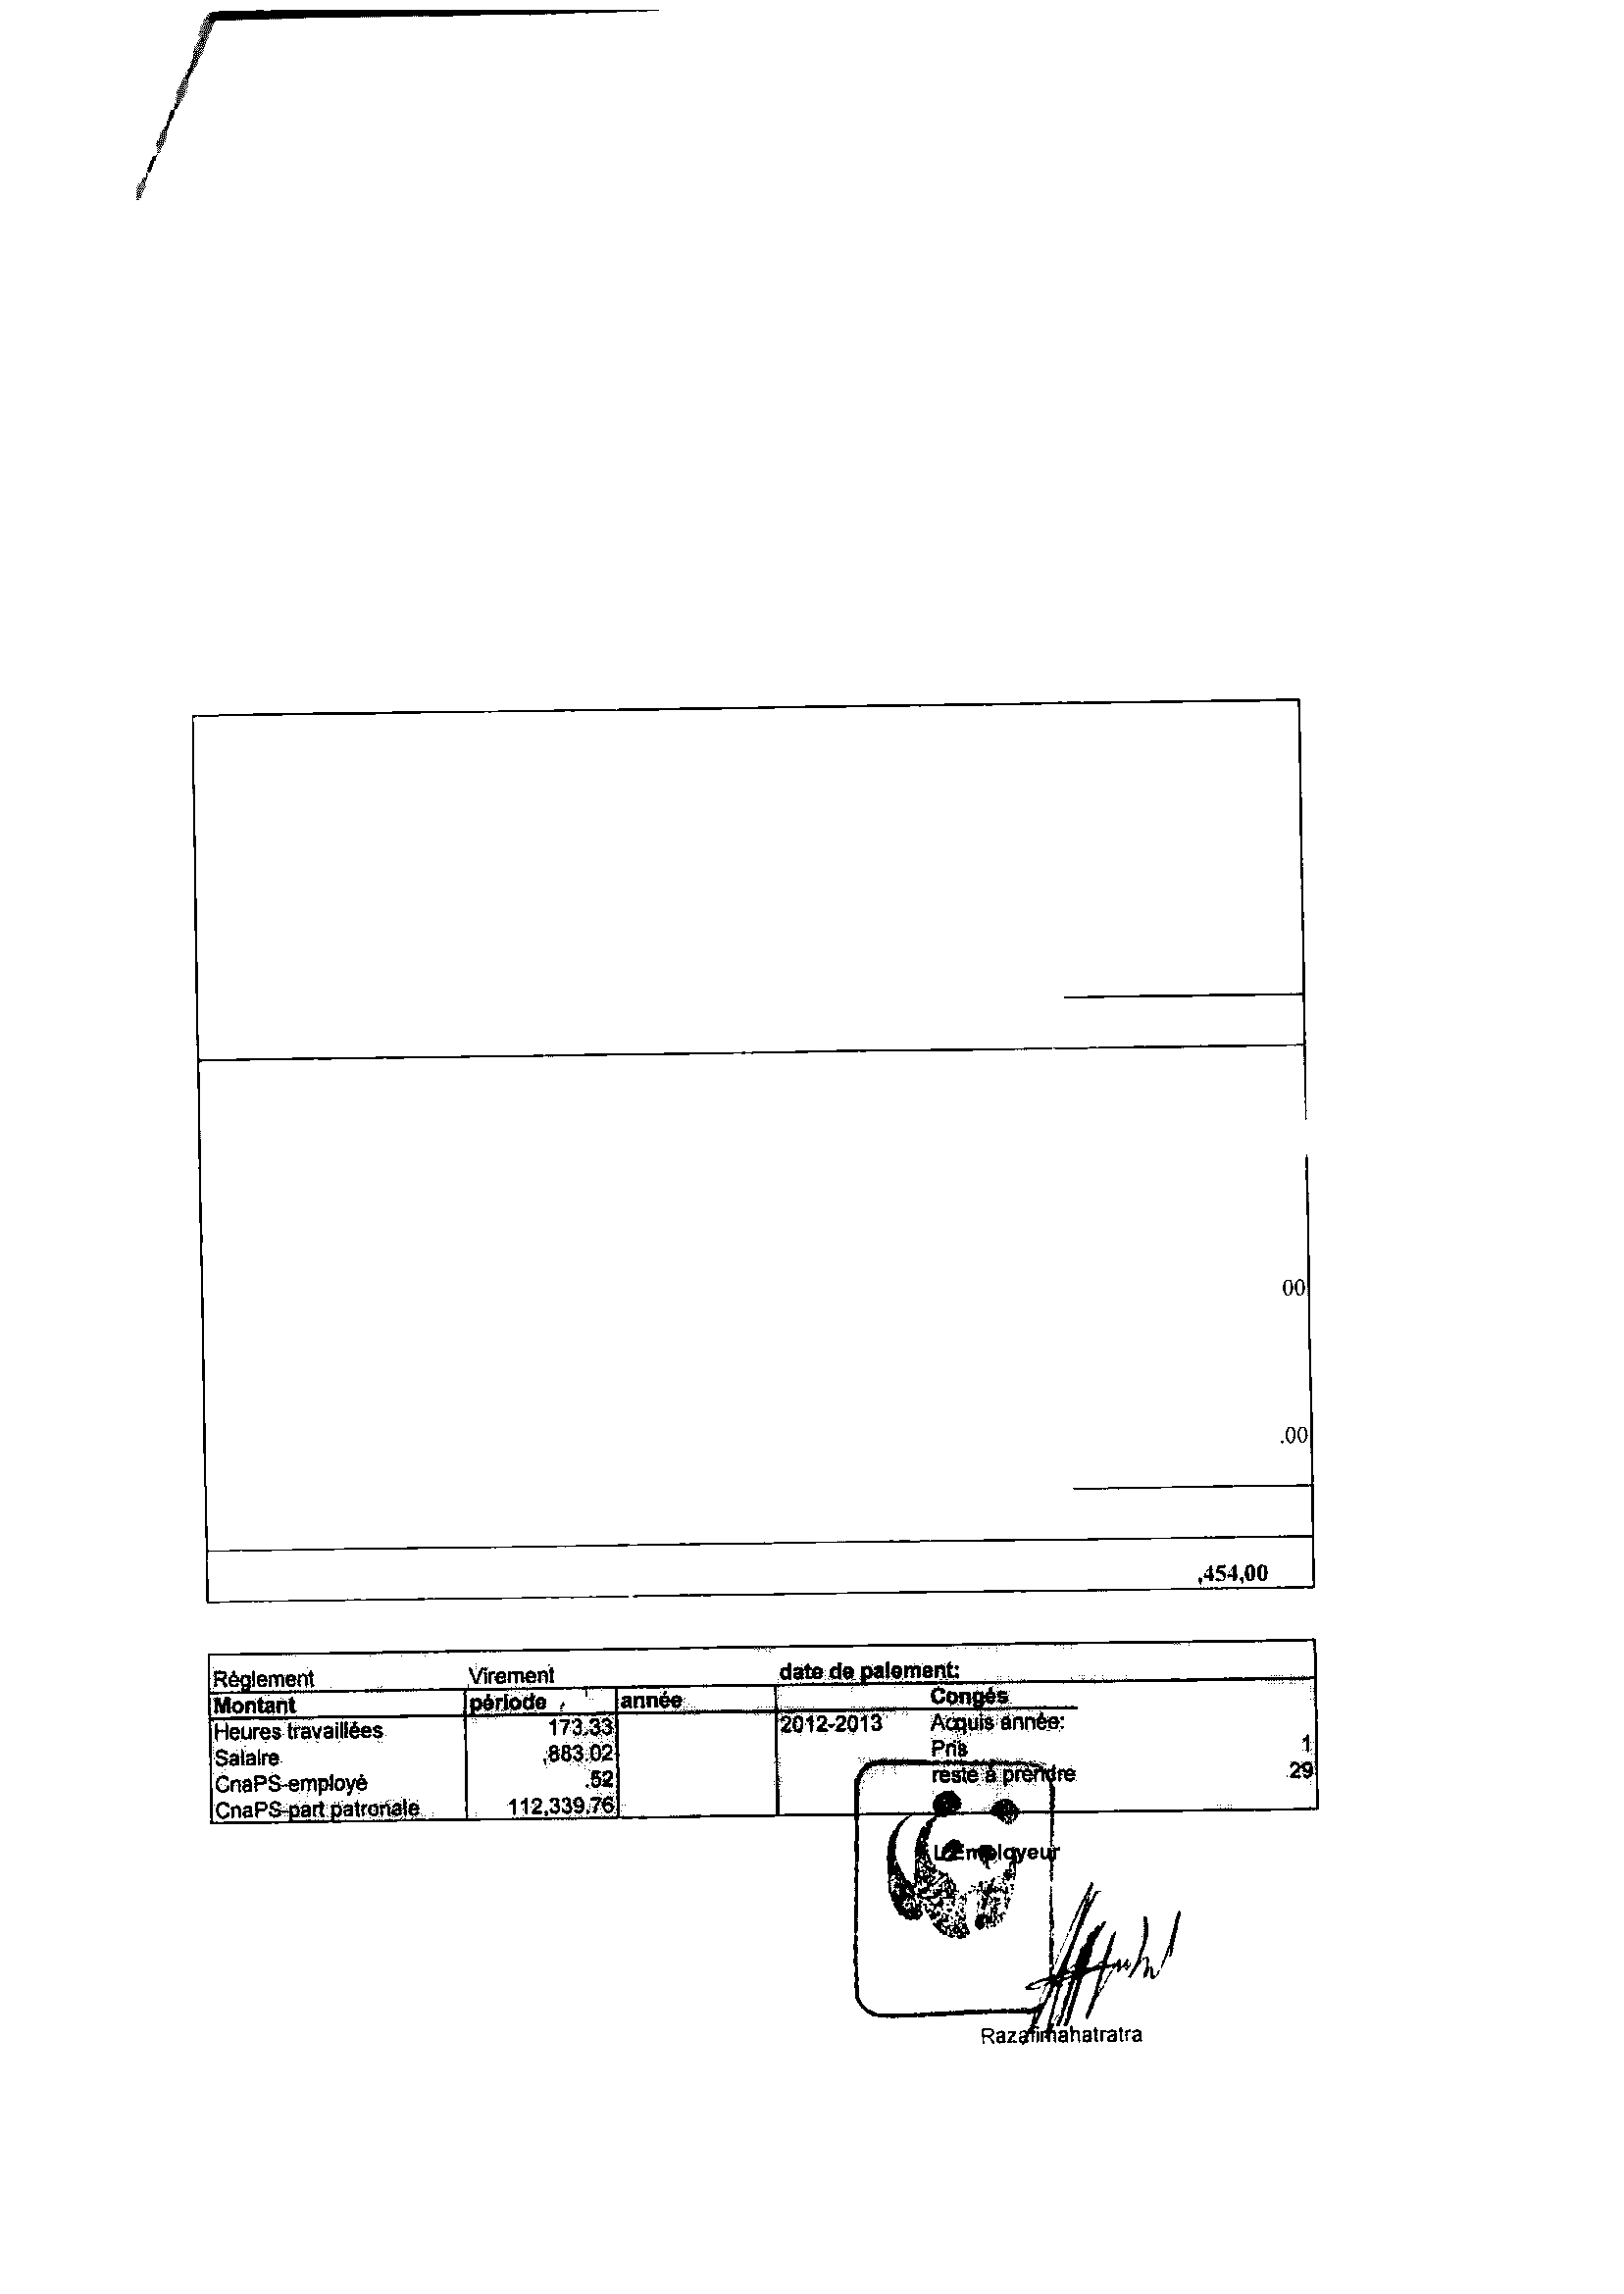 00
.00
,454,00
Règlement Virement date de paiement:
Montant période année Congés
Heures travaillées 173.33 2012-2013 Acquis année:
Salaire ,883.02 Pris 1
CnaPS-employé .52 reste à prendre 29
CnaPS-part patronale 112,339.76
L'Employeur
Razafimahatratra